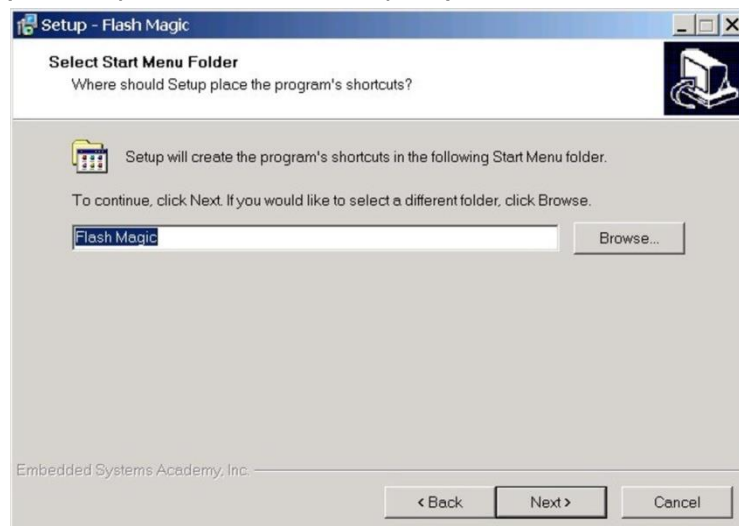 Setup - Flash Magic
Select Start Menu Folder
Where should Setup place the program's shortcuts?
Setup will create the program's shortcuts in the following Start Menu folder.
To continue, click Next. If you would like to select a different folder, click Browse.
Flash Magic
Browse...
Embedded Systems Academy, Inc.
< Back
Next >
Cancel